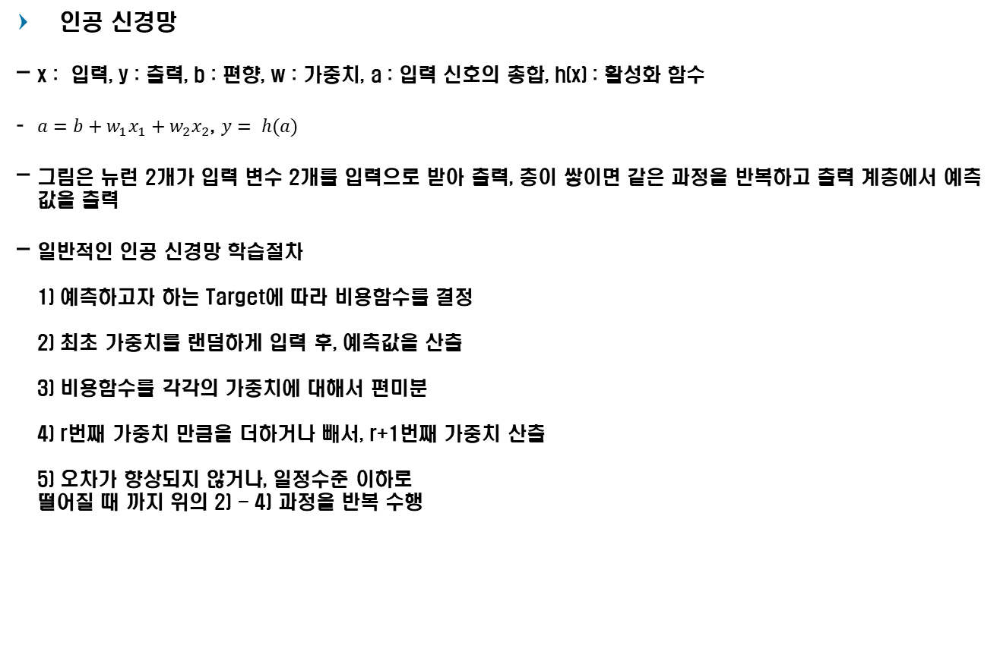 인공 신경망
– x : 입력, y : 출력, b : 편향, w : 가중치, a : 입력 신호의 총합, h(x) : 활성화 함수
- a = b + w₁x₁ + w₂x₂, y = h(a)
– 그림은 뉴런 2개가 입력 변수 2개를 입력으로 받아 출력, 층이 쌓이면 같은 과정을 반복하고 출력 계층에서 예측
값을 출력
– 일반적인 인공 신경망 학습절차
1) 예측하고자 하는 Target에 따라 비용함수를 결정
2) 최초 가중치를 랜덤하게 입력 후, 예측값을 산출
3) 비용함수를 각각의 가중치에 대해서 편미분
4) r번째 가중치 만큼을 더하거나 빼서, r+1번째 가중치 산출
5) 오차가 향상되지 않거나, 일정수준 이하로
떨어질 때 까지 위의 2) – 4) 과정을 반복 수행